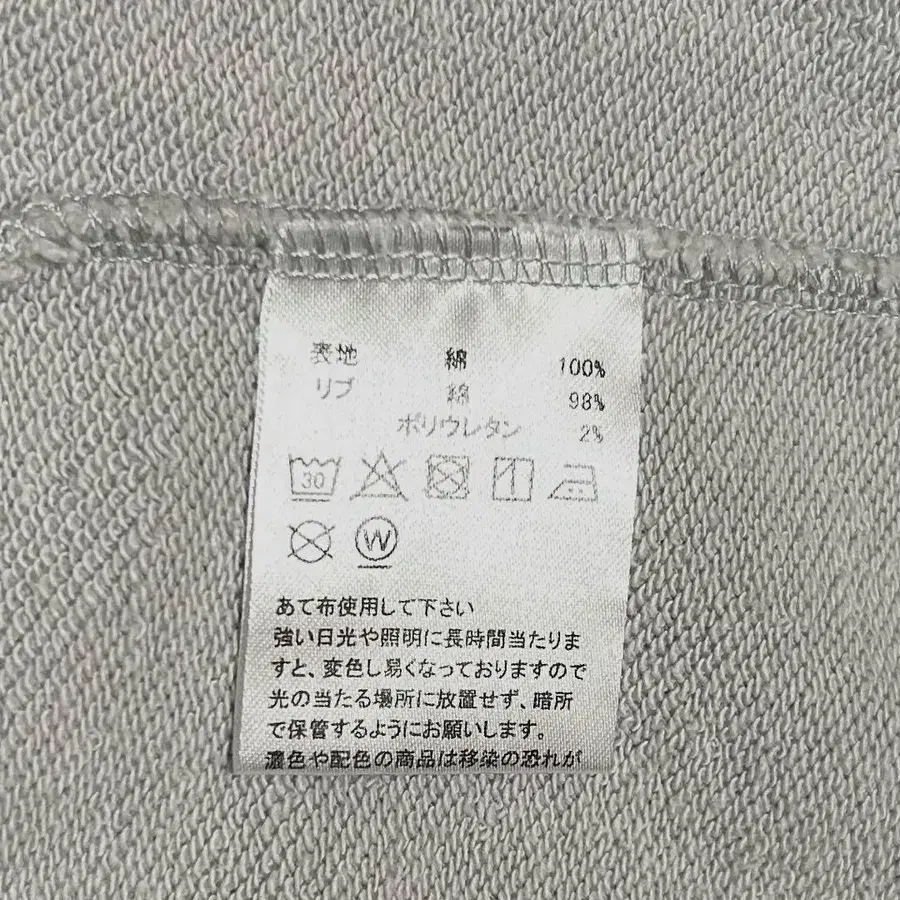 表地 綿 100%
リブ 綿 98%
ポリウレタン 2%
30
W
あて布使用して下さい
強い日光や照明に長時間当たりま
すと、変色し易くなっておりますので
光の当たる場所に放置せず、暗所
で保管するようにお願いします。
濃色や配色の商品は移染の恐れが